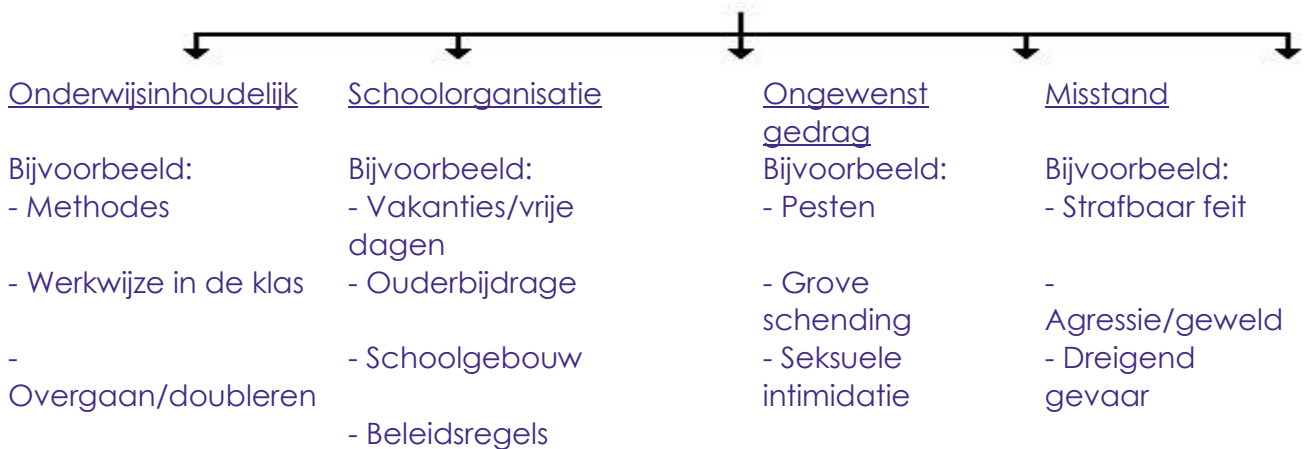 Onderwijsinhoudelijk
Bijvoorbeeld:
- Methodes
- Werkwijze in de klas
-
Overgaan/doubleren
Schoolorganisatie
Bijvoorbeeld:
- Vakanties/vrije
dagen
- Ouderbijdrage
- Schoolgebouw
- Beleidsregels
Ongewenst
gedrag
Bijvoorbeeld:
- Pesten
- Grove
schending
- Seksuele
intimidatie
Misstand
Bijvoorbeeld:
- Strafbaar feit
-
Agressie/geweld
- Dreigend
gevaar